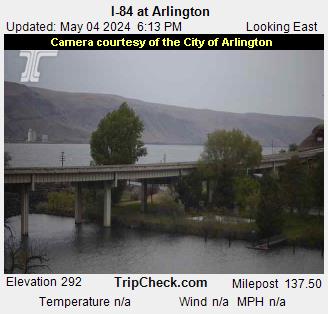 I-84 at Arlington
Updated: May 04 2024 6:13 PM Looking East
Camera courtesy of the City of Arlington
Elevation 292 TripCheck.com Milepost 137.50
Temperature n/a Wind n/a MPH n/a